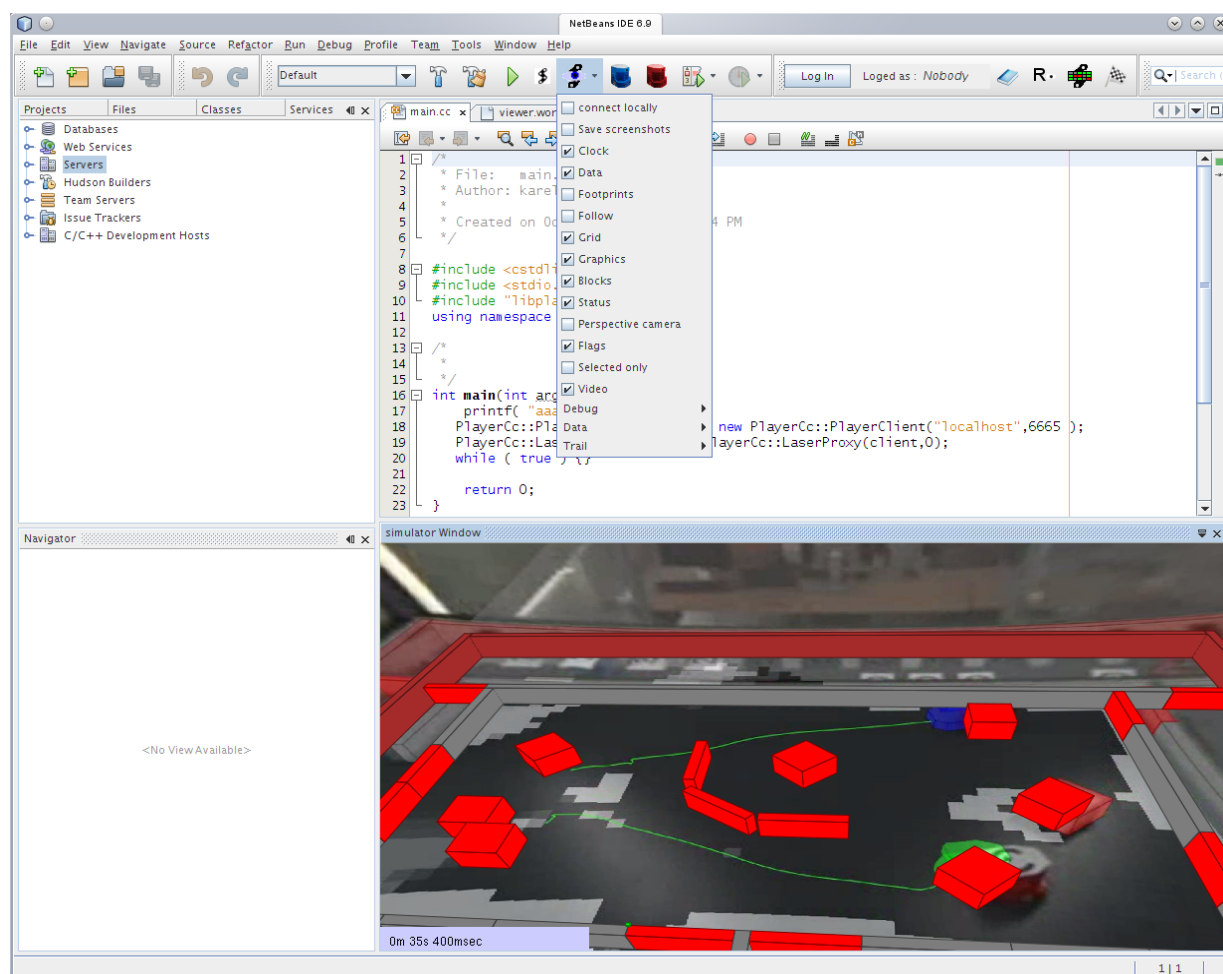 NetBeans IDE 6.9
File Edit View Navigate Source Refactor Run Debug Profile Team Tools Window Help
Default
Log In Loged as : Nobody R. Search (
Projects Files Classes Services
main.cc viewer.wor
Databases
Web Services
Servers
Hudson Builders
Team Servers
Issue Trackers
C/C++ Development Hosts
connect locally
Save screenshots
Clock
Data
Footprints
Follow
Grid
Graphics
Blocks
Status
Perspective camera
Flags
Selected only
Video
Debug
Data
Trail
1 /*
2 * File: main.
3 * Author: karel
4 *
5 * Created on Oc 4 PM
6 */
7
8 #include <cstdli
9 #include <stdio.
10 #include "libpla
11 using namespace
12
13 /*
14 *
15 */
16 int main(int arg
17 printf( "aaa
18 PlayerCc::Pla new PlayerCc::PlayerClient("localhost",6665 );
19 PlayerCc::Las layerCc::LaserProxy(client,0);
20 while ( true ) {}
21
22 return 0;
23 }
Navigator
<No View Available>
simulator Window
0m 35s 400msec
1|1